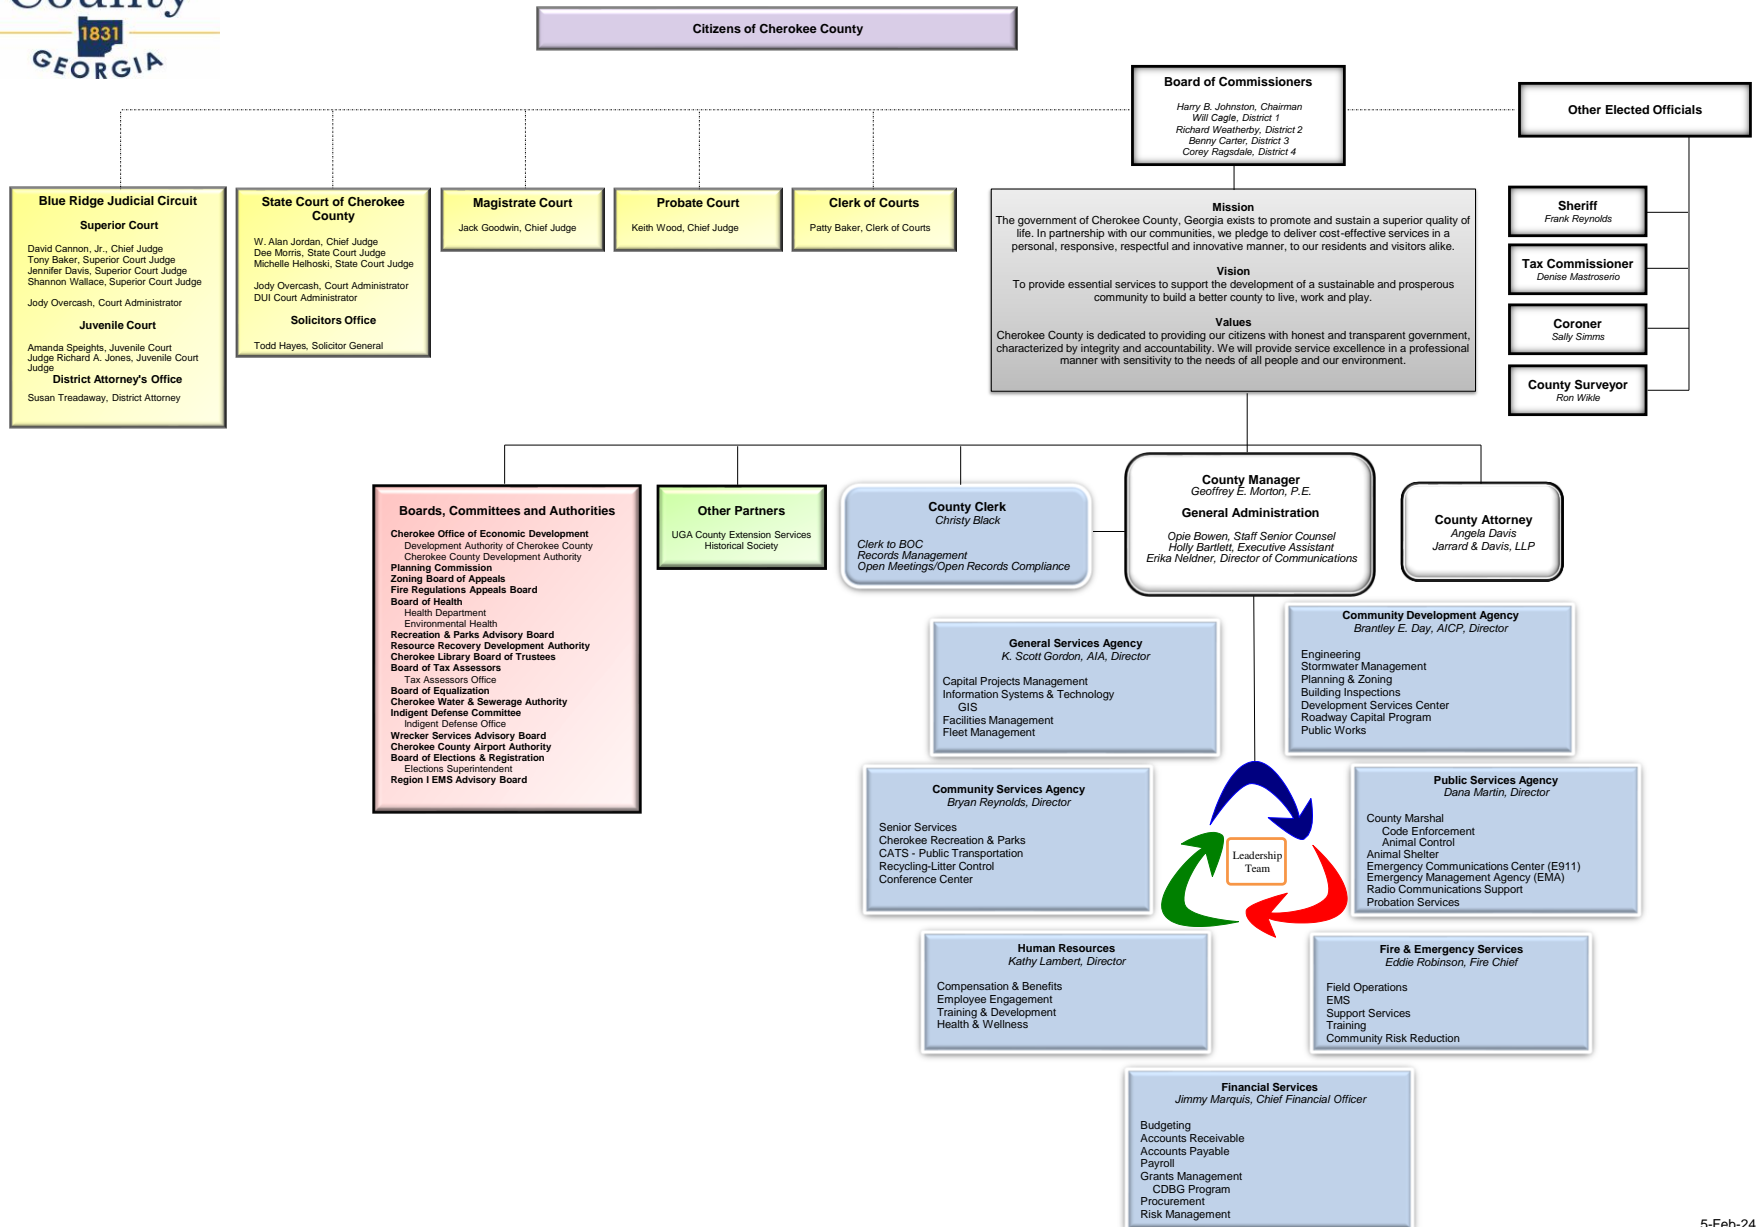 County
1831
GEORGIA
Citizens of Cherokee County
Board of Commissioners
Harry B. Johnston, Chairman
Will Cagle, District 1
Richard Weatherby, District 2
Benny Carter, District 3
Corey Ragsdale, District 4
Other Elected Officials
Blue Ridge Judicial Circuit
Superior Court
David Cannon, Jr., Chief Judge
Tony Baker, Superior Court Judge
Jennifer Davis, Superior Court Judge
Shannon Wallace, Superior Court Judge
Jody Overcash, Court Administrator
Juvenile Court
Amanda Speights, Juvenile Court
Judge Richard A. Jones, Juvenile Court
Judge
District Attorney's Office
Susan Treadaway, District Attorney
State Court of Cherokee
County
W. Alan Jordan, Chief Judge
Dee Morris, State Court Judge
Michelle Helhoski, State Court Judge
Jody Overcash, Court Administrator
DUI Court Administrator
Solicitors Office
Todd Hayes, Solicitor General
Magistrate Court
Jack Goodwin, Chief Judge
Probate Court
Keith Wood, Chief Judge
Clerk of Courts
Patty Baker, Clerk of Courts
Mission
The government of Cherokee County, Georgia exists to promote and sustain a superior quality of
life. In partnership with our communities, we pledge to deliver cost-effective services in a
personal, responsive, respectful and innovative manner, to our residents and visitors alike.
Vision
To provide essential services to support the development of a sustainable and prosperous
community to build a better county to live, work and play.
Values
Cherokee County is dedicated to providing our citizens with honest and transparent government,
characterized by integrity and accountability. We will provide service excellence in a professional
manner with sensitivity to the needs of all people and our environment.
Sheriff
Frank Reynolds
Tax Commissioner
Denise Mastroserio
Coroner
Sally Simms
County Surveyor
Ron Wikle
Boards, Committees and Authorities
Cherokee Office of Economic Development
Development Authority of Cherokee County
Cherokee County Development Authority
Planning Commission
Zoning Board of Appeals
Fire Regulations Appeals Board
Board of Health
Health Department
Environmental Health
Recreation & Parks Advisory Board
Resource Recovery Development Authority
Cherokee Library Board of Trustees
Board of Tax Assessors
Tax Assessors Office
Board of Equalization
Cherokee Water & Sewerage Authority
Indigent Defense Committee
Indigent Defense Office
Wrecker Services Advisory Board
Cherokee County Airport Authority
Board of Elections & Registration
Elections Superintendent
Region I EMS Advisory Board
Other Partners
UGA County Extension Services
Historical Society
County Clerk
Christy Black
Clerk to BOC
Records Management
Open Meetings/Open Records Compliance
County Manager
Geoffrey E. Morton, P.E.
General Administration
Opie Bowen, Staff Senior Counsel
Holly Bartlett, Executive Assistant
Erika Neldner, Director of Communications
County Attorney
Angela Davis
Jarrard & Davis, LLP
General Services Agency
K. Scott Gordon, AIA, Director
Capital Projects Management
Information Systems & Technology
GIS
Facilities Management
Fleet Management
Community Development Agency
Brantley E. Day, AICP, Director
Engineering
Stormwater Management
Planning & Zoning
Building Inspections
Development Services Center
Roadway Capital Program
Public Works
Community Services Agency
Bryan Reynolds, Director
Senior Services
Cherokee Recreation & Parks
CATS - Public Transportation
Recycling-Litter Control
Conference Center
Leadership
Team
Public Services Agency
Dana Martin, Director
County Marshal
Code Enforcement
Animal Control
Animal Shelter
Emergency Communications Center (E911)
Emergency Management Agency (EMA)
Radio Communications Support
Probation Services
Human Resources
Kathy Lambert, Director
Compensation & Benefits
Employee Engagement
Training & Development
Health & Wellness
Fire & Emergency Services
Eddie Robinson, Fire Chief
Field Operations
EMS
Support Services
Training
Community Risk Reduction
Financial Services
Jimmy Marquis, Chief Financial Officer
Budgeting
Accounts Receivable
Accounts Payable
Payroll
Grants Management
CDBG Program
Procurement
Risk Management
5-Feb-24